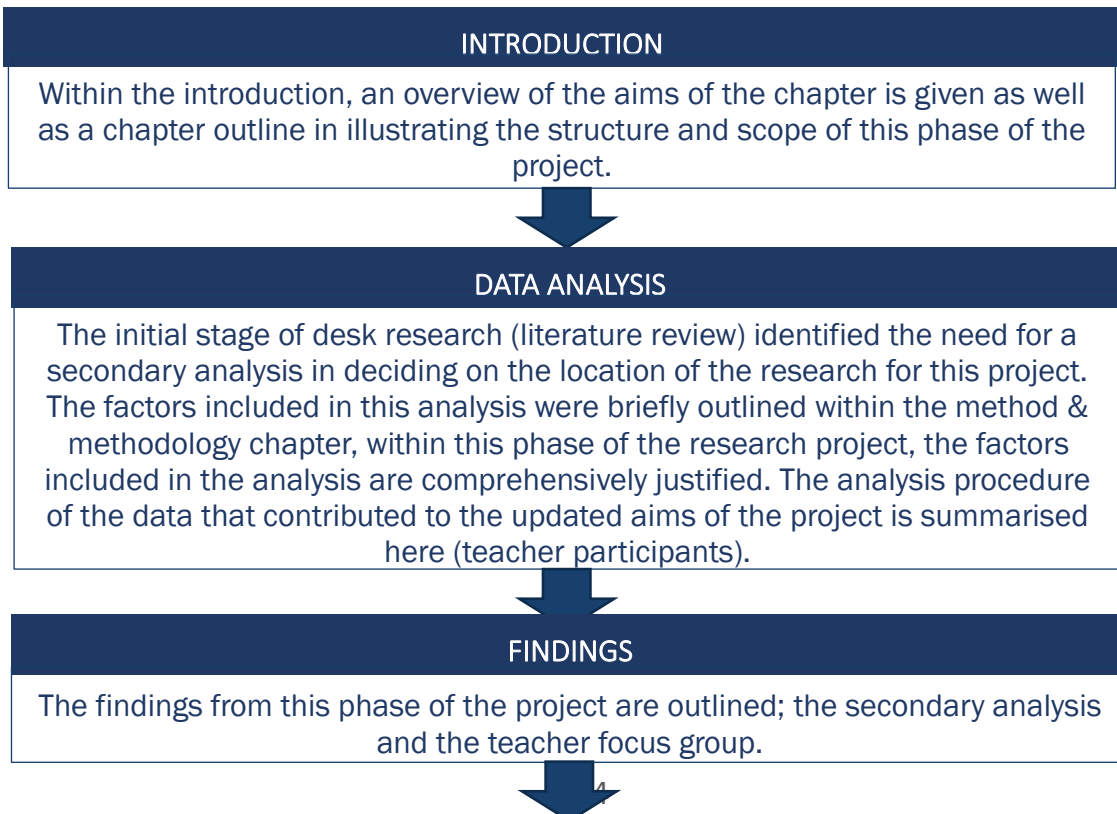 INTRODUCTION
Within the introduction, an overview of the aims of the chapter is given as well
as a chapter outline in illustrating the structure and scope of this phase of the
project.
DATA ANALYSIS
The initial stage of desk research (literature review) identified the need for a
secondary analysis in deciding on the location of the research for this project.
The factors included in this analysis were briefly outlined within the method &
methodology chapter, within this phase of the research project, the factors
included in the analysis are comprehensively justified. The analysis procedure
of the data that contributed to the updated aims of the project is summarised
here (teacher participants).
FINDINGS
The findings from this phase of the project are outlined; the secondary analysis
and the teacher focus group.